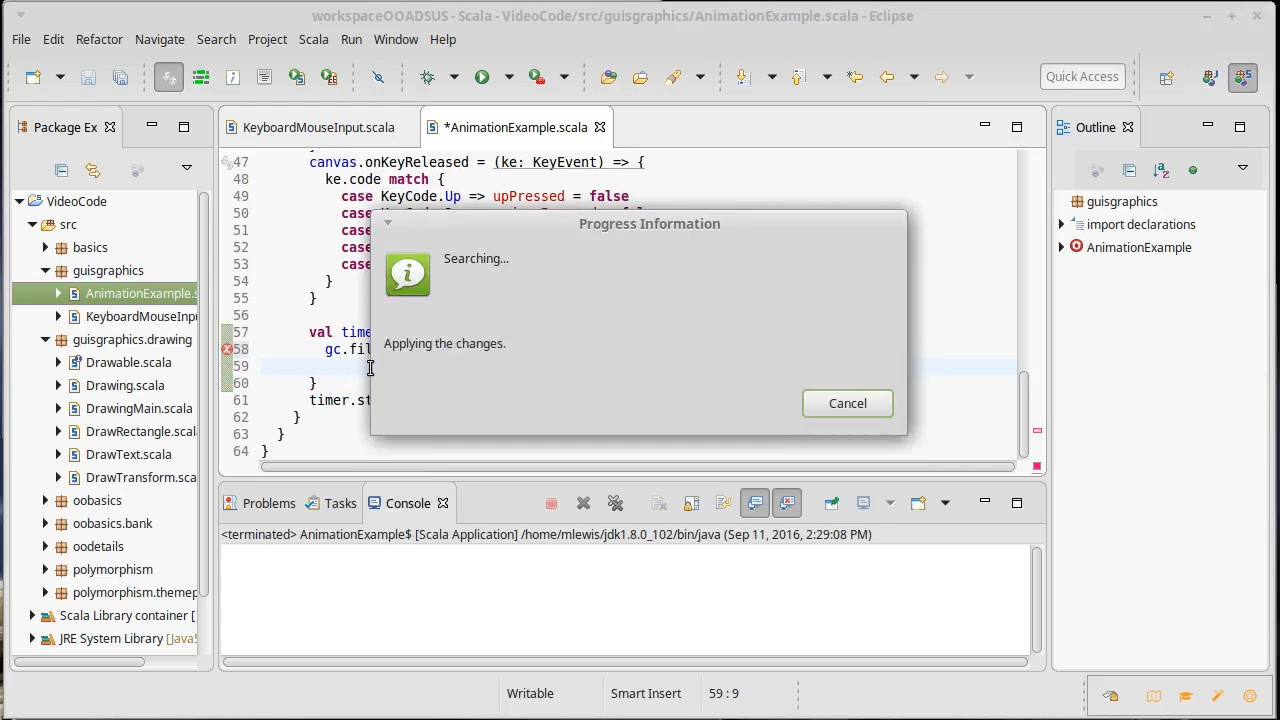 workspaceOOADSUS - Scala - VideoCode/src/guisgraphics/AnimationExample.scala - Eclipse
File Edit Refactor Navigate Search Project Scala Run Window Help
Quick Access
Package Ex
KeyboardMouseInput.scala
*AnimationExample.scala
Outline
VideoCode
src
basics
guisgraphics
AnimationExample.s
KeyboardMouseInpu
guisgraphics.drawing
Drawable.scala
Drawing.scala
DrawingMain.scala
DrawRectangle.scal
DrawText.scala
DrawTransform.sca
oobasics
oobasics.bank
oodetails
polymorphism
polymorphism.themep
Scala Library container [
JRE System Library [JavaS
47 canvas.onKeyReleased = (ke: KeyEvent) => {
48 ke.code match {
49 case KeyCode.Up => upPressed = false
50 case
51 case
52 case
53 case
54 }
55 }
56
57 val time
58 gc.fil
59
60 }
61 timer.st
62 }
63 }
64 }
Progress Information
Searching...
Applying the changes.
Cancel
guisgraphics
import declarations
AnimationExample
Problems Tasks Console
<terminated> AnimationExample$ [Scala Application] /home/mlewis/jdk1.8.0_102/bin/java (Sep 11, 2016, 2:29:08 PM)
Writable Smart Insert 59 : 9